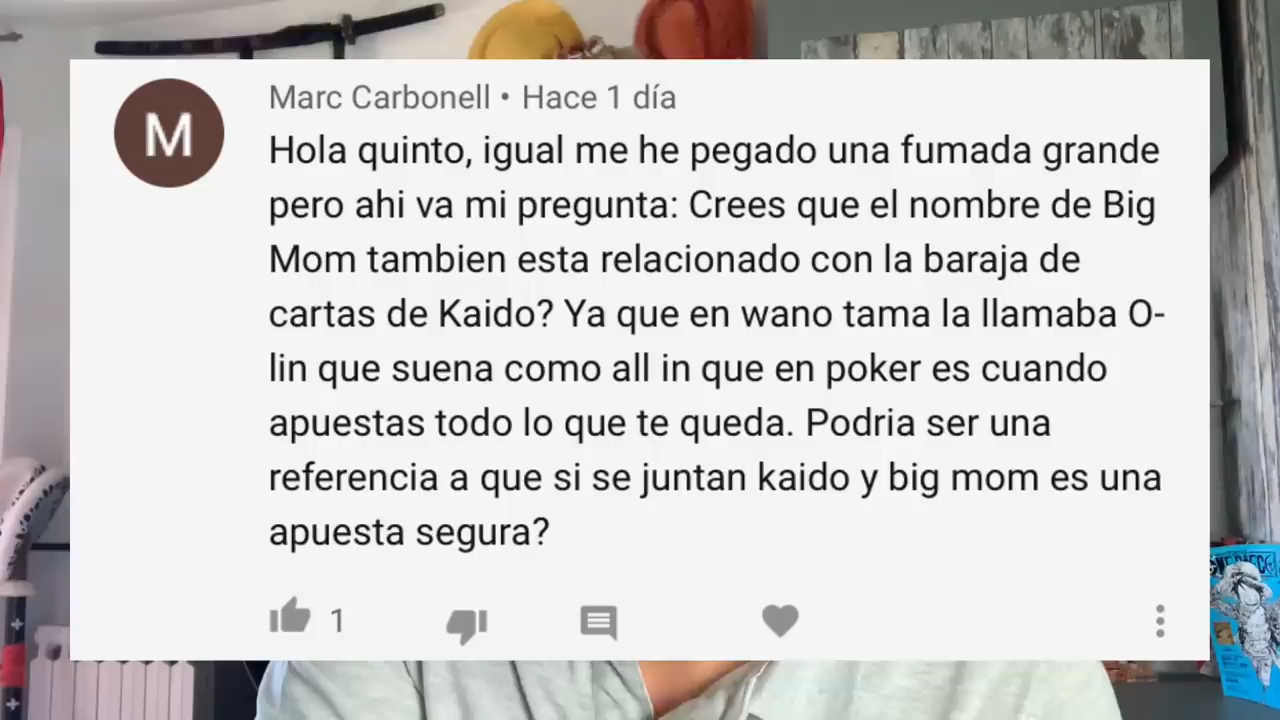 M
Marc Carbonell • Hace 1 día
Hola quinto, igual me he pegado una fumada grande
pero ahi va mi pregunta: Crees que el nombre de Big
Mom tambien esta relacionado con la baraja de
cartas de Kaido? Ya que en wano tama la llamaba O-
lin que suena como all in que en poker es cuando
apuestas todo lo que te queda. Podria ser una
referencia a que si se juntan kaido y big mom es una
apuesta segura?
1